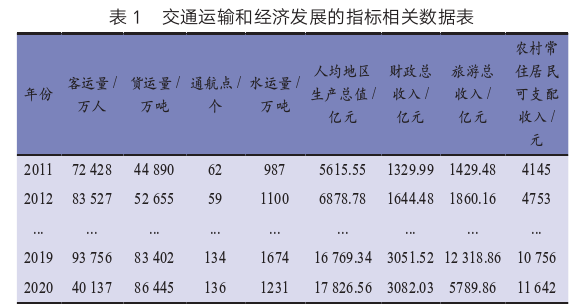 表 1 交通运输和经济发展的指标相关数据表
年份 客运量 / 万人 货运量 / 万吨 通航点 / 个 水运量 / 万吨 人均地区生产总值 / 亿元 财政总收入 / 亿元 旅游总收入 / 亿元 农村常住居民可支配收入 / 元
2011 72 428 44 890 62 987 5615.55 1329.99 1429.48 4145
2012 83 527 52 655 59 1100 6878.78 1644.48 1860.16 4753
... ... ... ... ... ... ... ... ...
2019 93 756 83 402 134 1674 16 769.34 3051.52 12 318.86 10 756
2020 40 137 86 445 136 1231 17 826.56 3082.03 5789.86 11 642